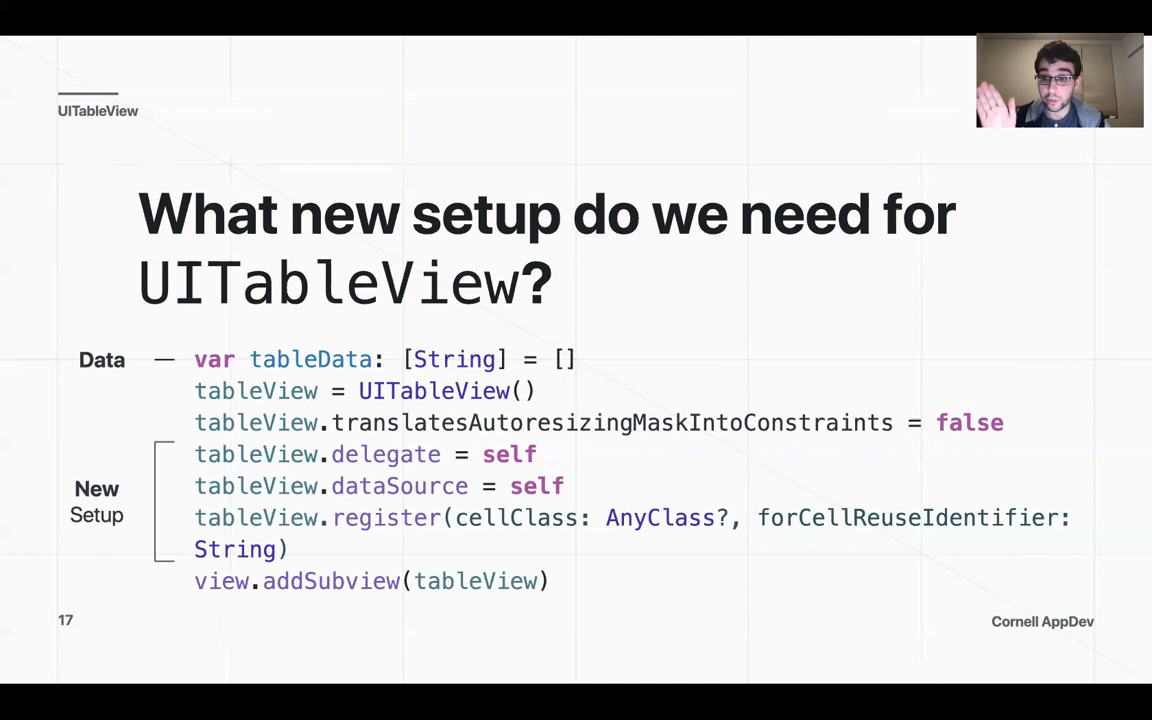 UITableView
What new setup do we need for
UITableView?
Data
var tableData: [String] = []
tableView = UITableView()
tableView.translatesAutoresizingMaskIntoConstraints = false
New
Setup
tableView.delegate = self
tableView.dataSource = self
tableView.register(cellClass: AnyClass?, forCellReuseIdentifier:
String)
view.addSubview(tableView)
17
Cornell AppDev